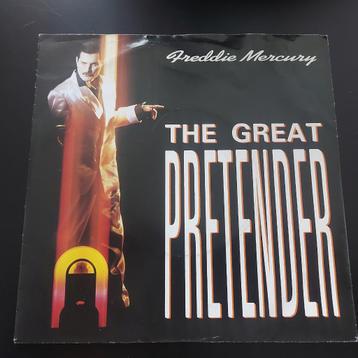 Freddie Mercury
THE GREAT
PRETENDER